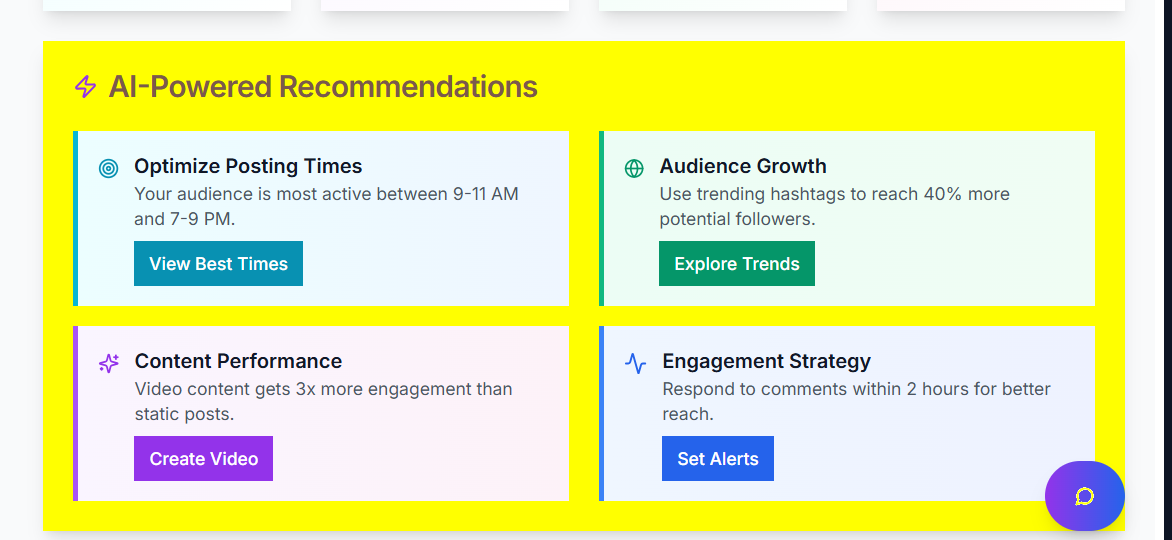 AI-Powered Recommendations
Optimize Posting Times
Your audience is most active between 9-11 AM
and 7-9 PM.
View Best Times
Audience Growth
Use trending hashtags to reach 40% more
potential followers.
Explore Trends
Content Performance
Video content gets 3x more engagement than
static posts.
Create Video
Engagement Strategy
Respond to comments within 2 hours for better
reach.
Set Alerts